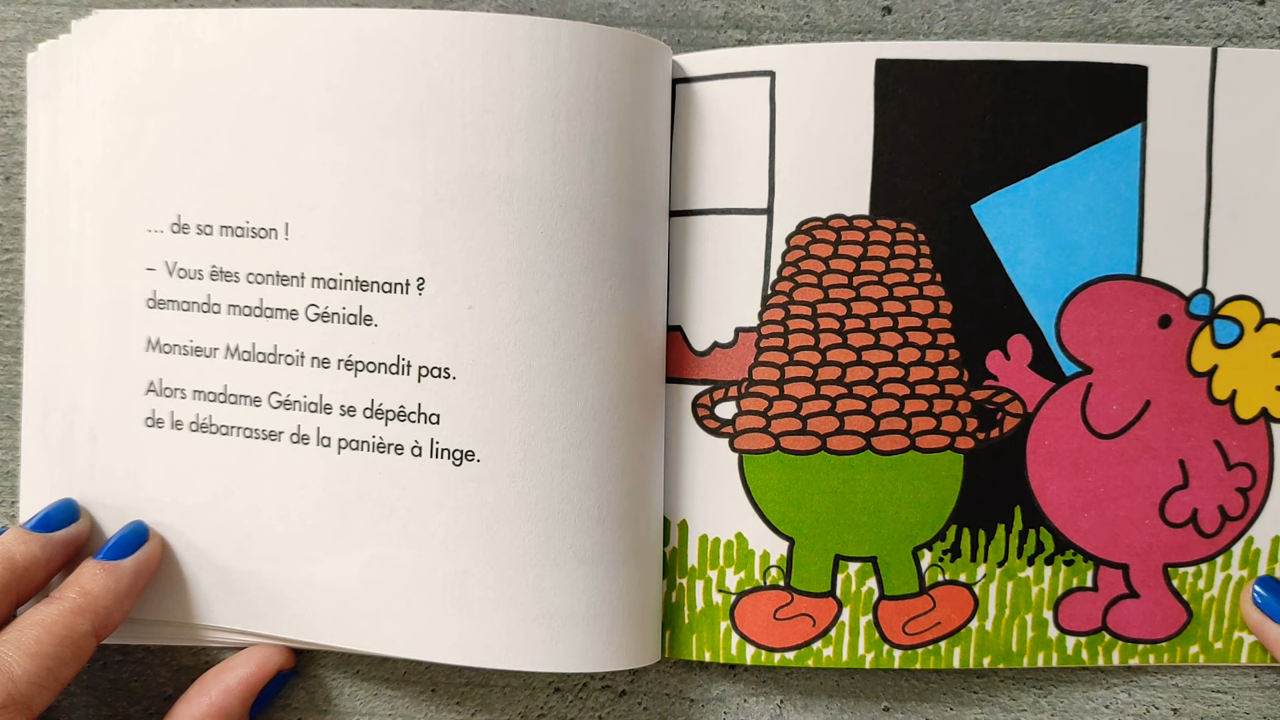 ... de sa maison !
– Vous êtes content maintenant ?
demanda madame Géniale.
Monsieur Maladroit ne répondit pas.
Alors madame Géniale se dépêcha
de le débarrasser de la panière à linge.